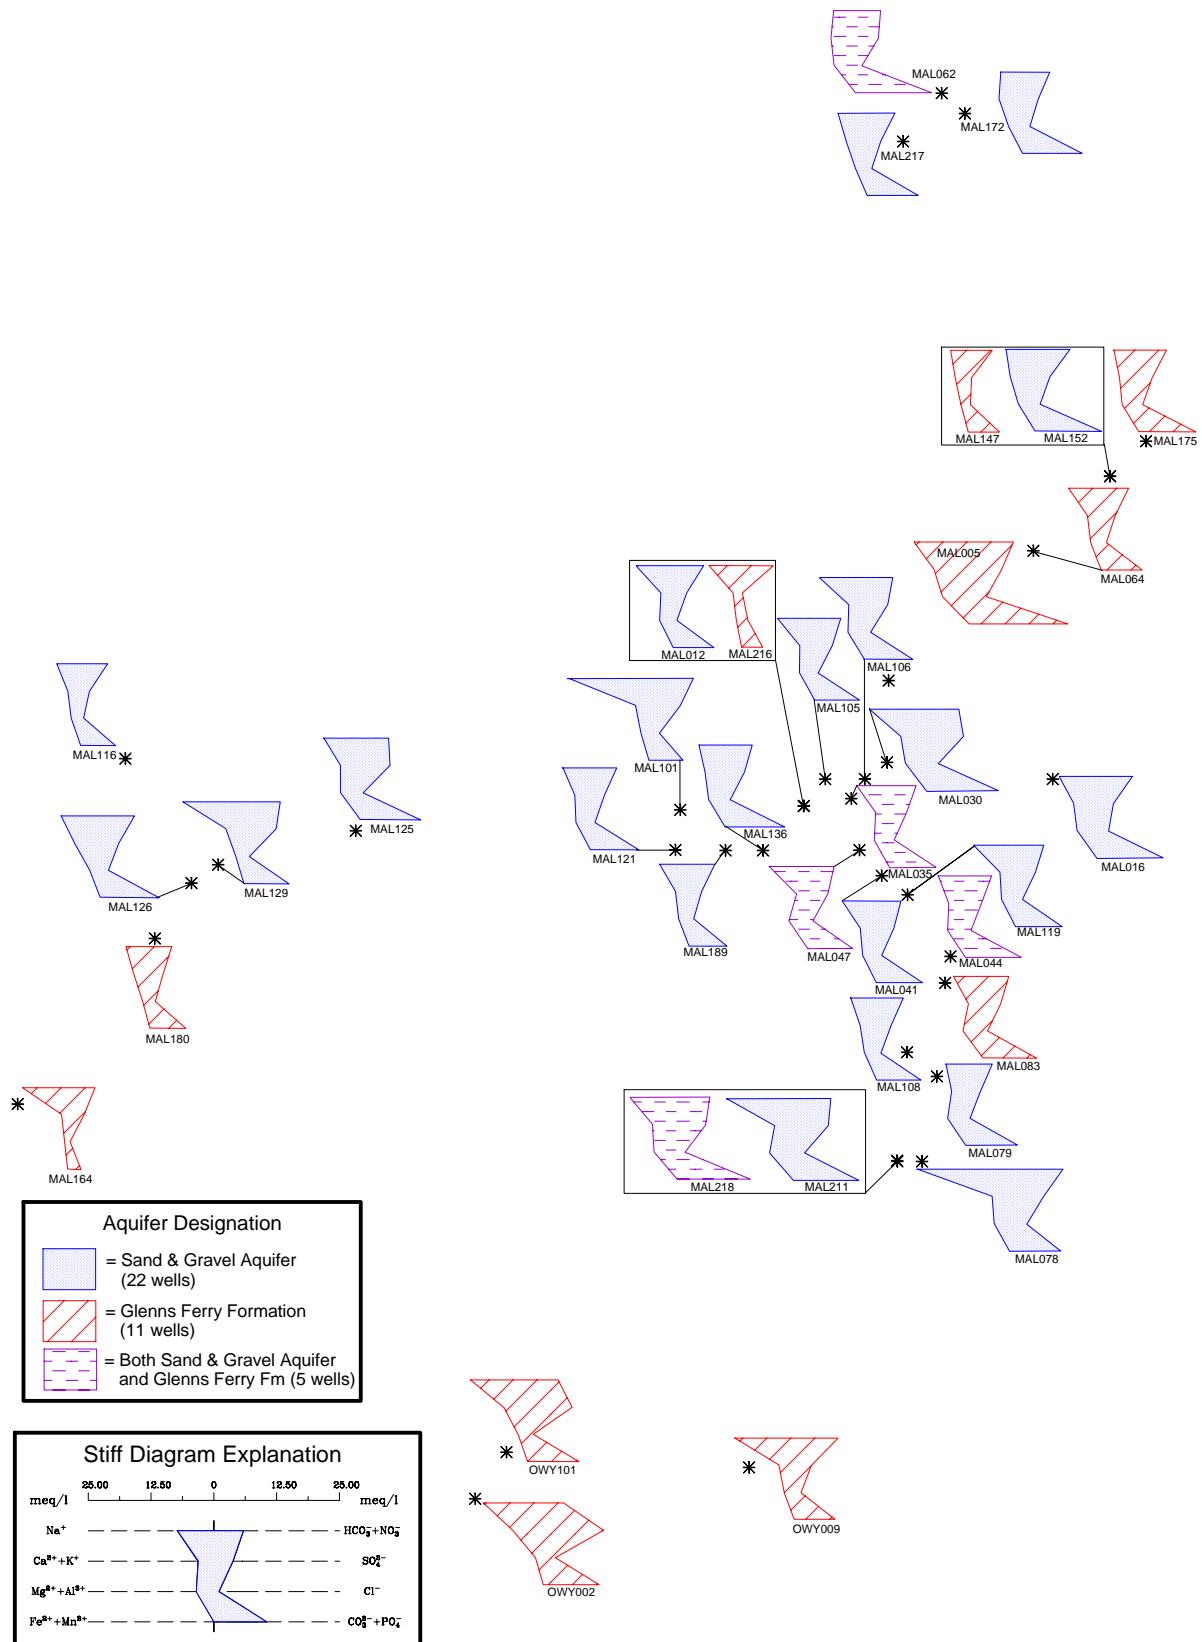 MAL062
MAL172
MAL217
MAL147
MAL152
MAL175
MAL005
MAL064
MAL012
MAL216
MAL106
MAL105
MAL116
MAL101
MAL030
MAL125
MAL136
MAL121
MAL016
MAL035
MAL126
MAL129
MAL119
MAL189
MAL047
MAL044
MAL041
MAL180
MAL083
MAL108
MAL079
MAL164
MAL218
MAL211
MAL078
Aquifer Designation
= Sand & Gravel Aquifer
(22 wells)
= Glenns Ferry Formation
(11 wells)
= Both Sand & Gravel Aquifer
and Glenns Ferry Fm (5 wells)
OWY101
OWY009
OWY002
Stiff Diagram Explanation
25.00 12.50 0 12.50 25.00
meq/l meq/l
Na⁺ HCO₃⁻+NO₃⁻
Ca²⁺+K⁺ SO₄²⁻
Mg²⁺+Al³⁺ Cl⁻
Fe²⁺+Mn²⁺ CO₃²⁻+PO₄⁻